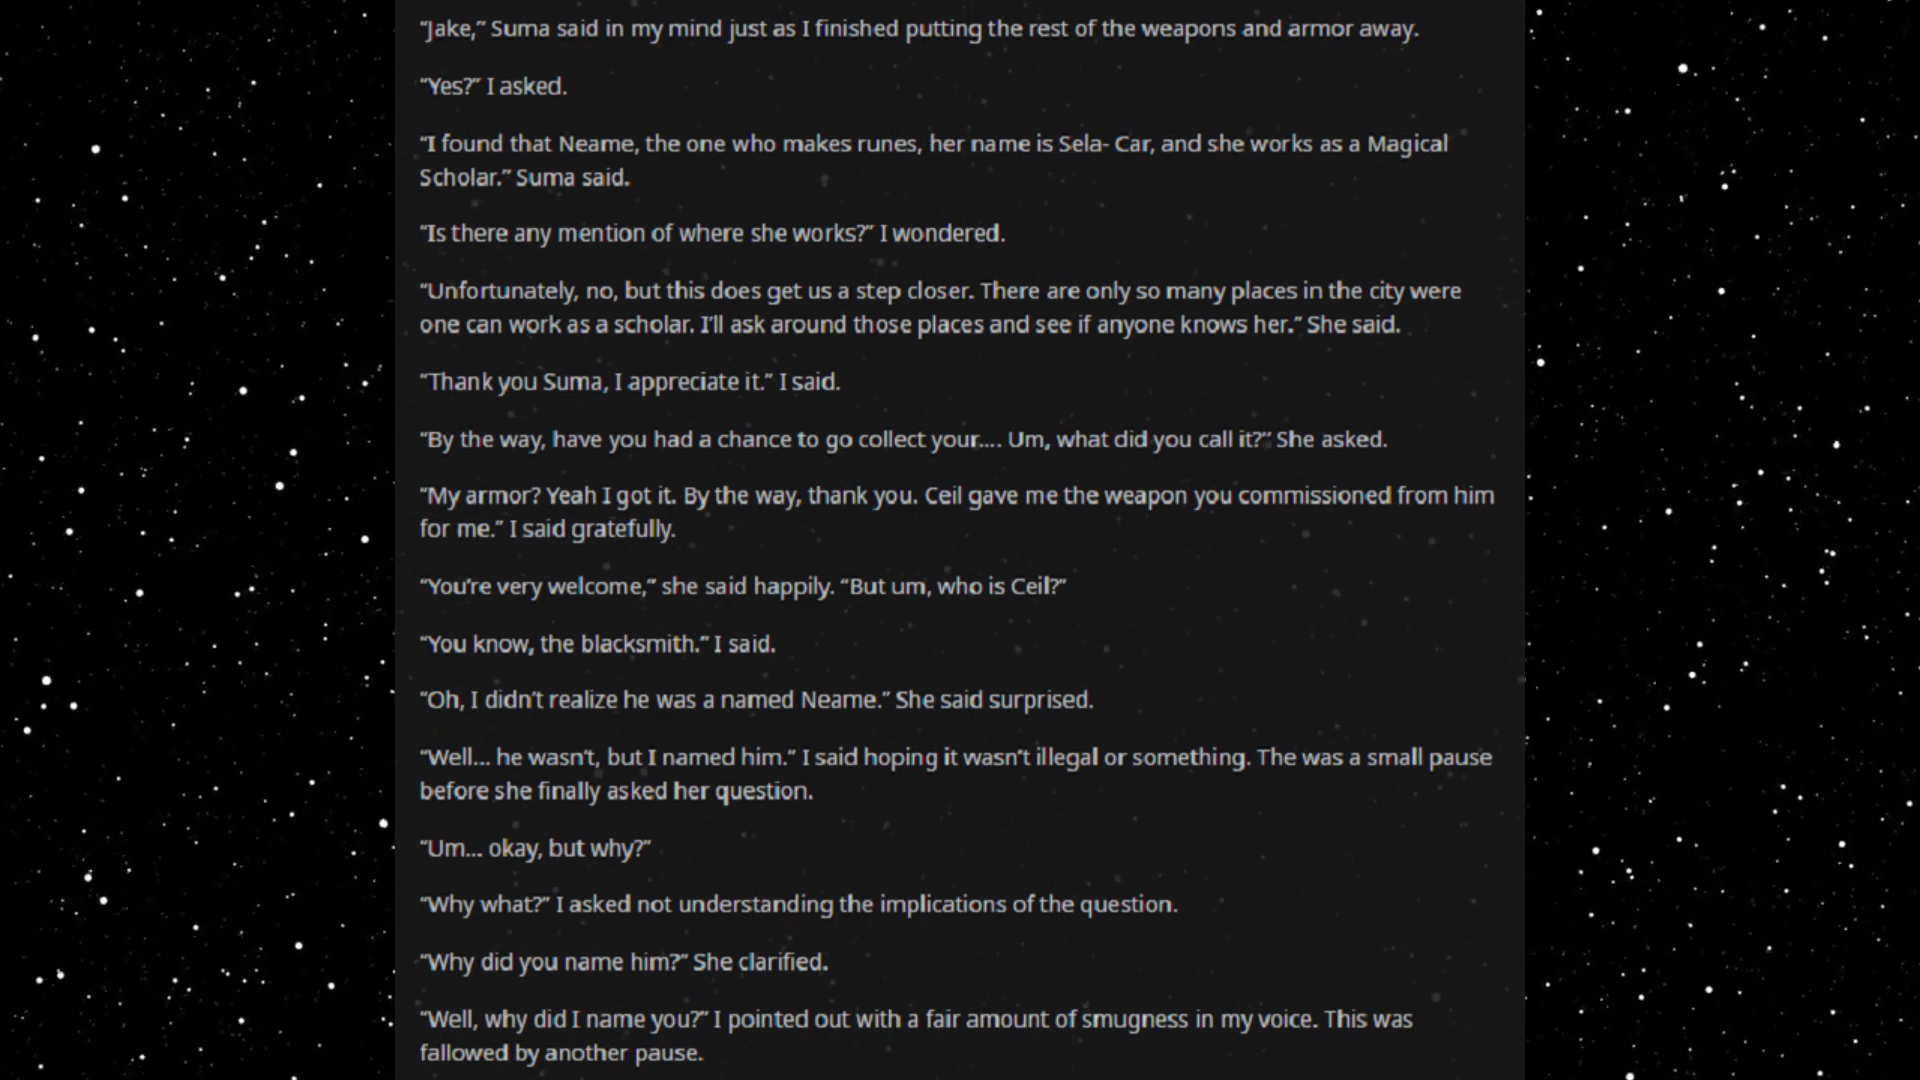 “Jake,” Suma said in my mind just as I finished putting the rest of the weapons and armor away.
“Yes?” I asked.
“I found that Neame, the one who makes runes, her name is Sela- Car, and she works as a Magical
Scholar.” Suma said.
“Is there any mention of where she works?” I wondered.
“Unfortunately, no, but this does get us a step closer. There are only so many places in the city were
one can work as a scholar. I’ll ask around those places and see if anyone knows her.” She said.
“Thank you Suma, I appreciate it.” I said.
“By the way, have you had a chance to go collect your.... Um, what did you call it?” She asked.
“My armor? Yeah I got it. By the way, thank you. Ceil gave me the weapon you commissioned from him
for me.” I said gratefully.
“You’re very welcome,” she said happily. “But um, who is Ceil?”
“You know, the blacksmith.” I said.
“Oh, I didn’t realize he was a named Neame.” She said surprised.
“Well... he wasn’t, but I named him.” I said hoping it wasn’t illegal or something. The was a small pause
before she finally asked her question.
“Um... okay, but why?”
“Why what?” I asked not understanding the implications of the question.
“Why did you name him?” She clarified.
“Well, why did I name you?” I pointed out with a fair amount of smugness in my voice. This was
fallowed by another pause.